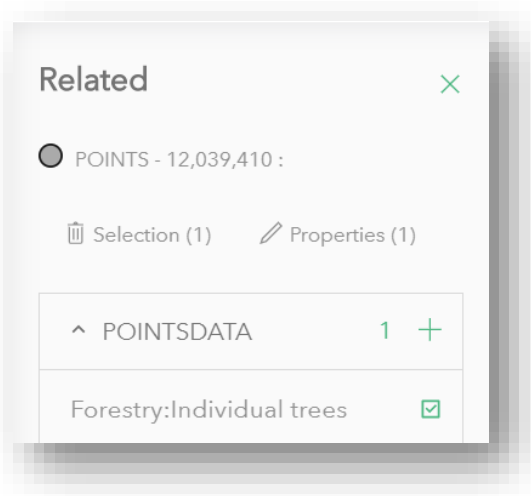 Related
POINTS - 12,039,410 :
Selection (1) Properties (1)
POINTSDATA 1
Forestry:Individual trees